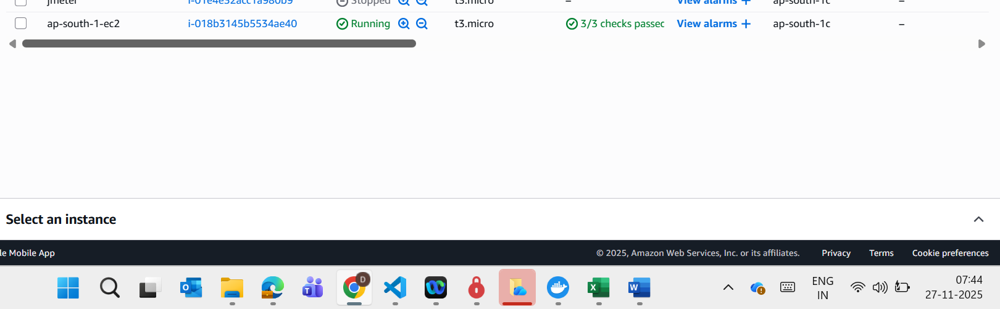 jmeter i-01e4e32acc1a980b9 Stopped t3.micro – View alarms + ap-south-1c –
ap-south-1-ec2 i-018b3145b5534ae40 Running t3.micro 3/3 checks passed View alarms + ap-south-1c –
Select an instance
le Mobile App © 2025, Amazon Web Services, Inc. or its affiliates. Privacy Terms Cookie preferences
D
ENG
IN
07:44
27-11-2025